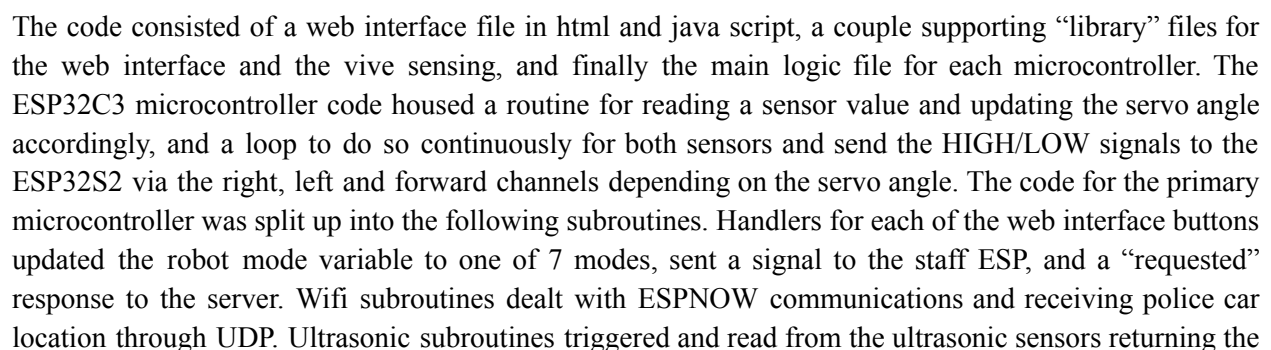 The code consisted of a web interface file in html and java script, a couple supporting “library” files for
the web interface and the vive sensing, and finally the main logic file for each microcontroller. The
ESP32C3 microcontroller code housed a routine for reading a sensor value and updating the servo angle
accordingly, and a loop to do so continuously for both sensors and send the HIGH/LOW signals to the
ESP32S2 via the right, left and forward channels depending on the servo angle. The code for the primary
microcontroller was split up into the following subroutines. Handlers for each of the web interface buttons
updated the robot mode variable to one of 7 modes, sent a signal to the staff ESP, and a “requested”
response to the server. Wifi subroutines dealt with ESPNOW communications and receiving police car
location through UDP. Ultrasonic subroutines triggered and read from the ultrasonic sensors returning the